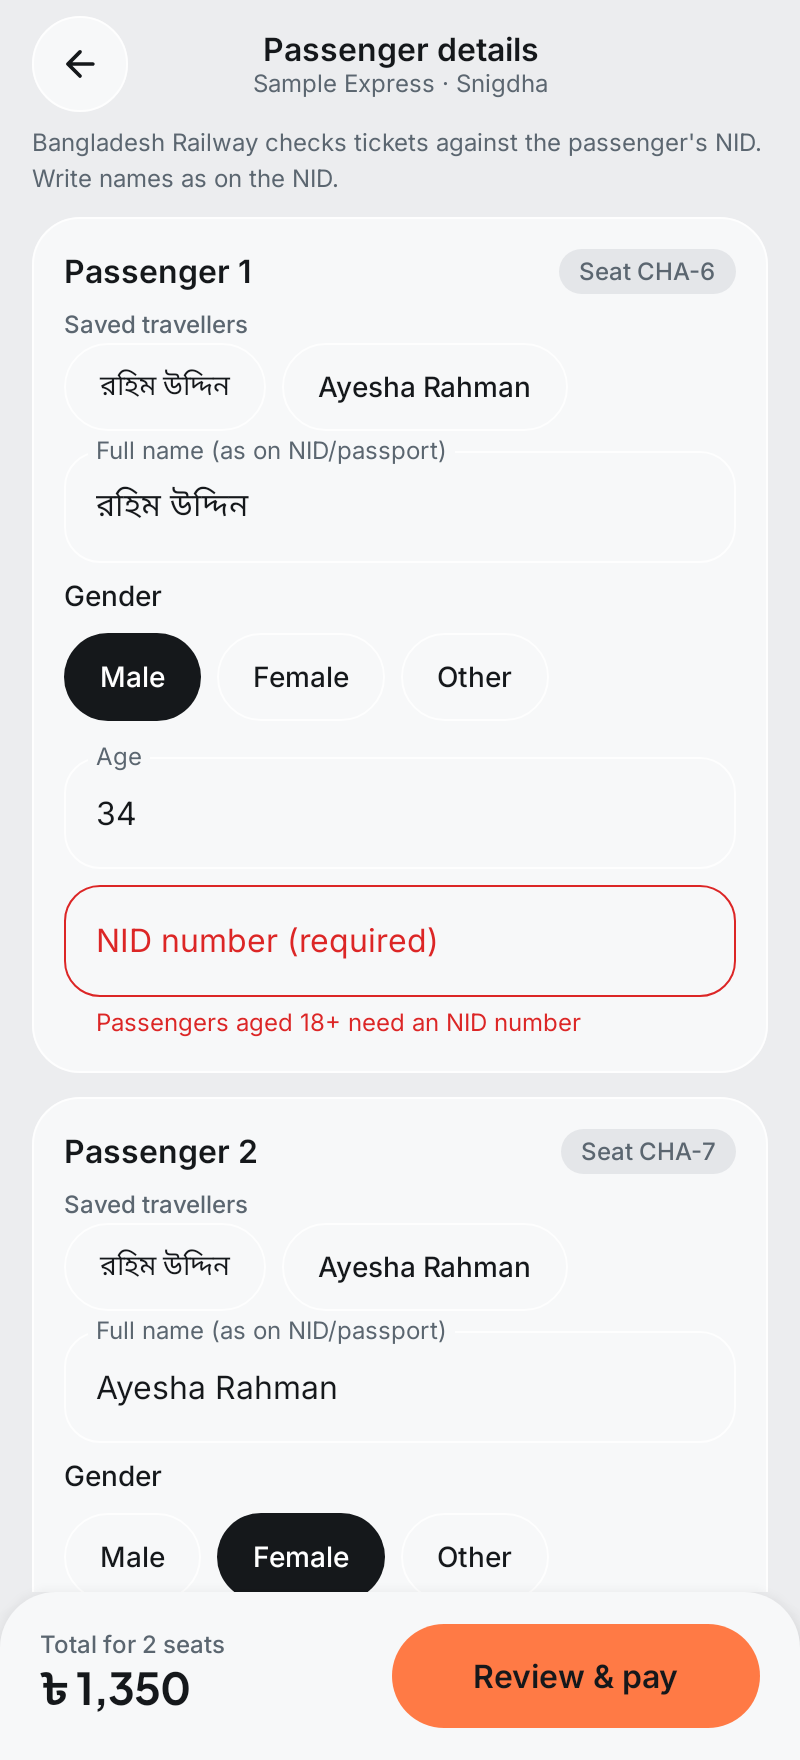 Passenger details
Sample Express · Snigdha
Bangladesh Railway checks tickets against the passenger's NID.
Write names as on the NID.
Passenger 1
Seat CHA-6
Saved travellers
রহিম উদ্দিন
Ayesha Rahman
Full name (as on NID/passport)
রহিম উদ্দিন
Gender
Male
Female
Other
Age
34
NID number (required)
Passengers aged 18+ need an NID number
Passenger 2
Seat CHA-7
Saved travellers
রহিম উদ্দিন
Ayesha Rahman
Full name (as on NID/passport)
Ayesha Rahman
Gender
Male
Female
Other
Total for 2 seats
৳ 1,350
Review & pay